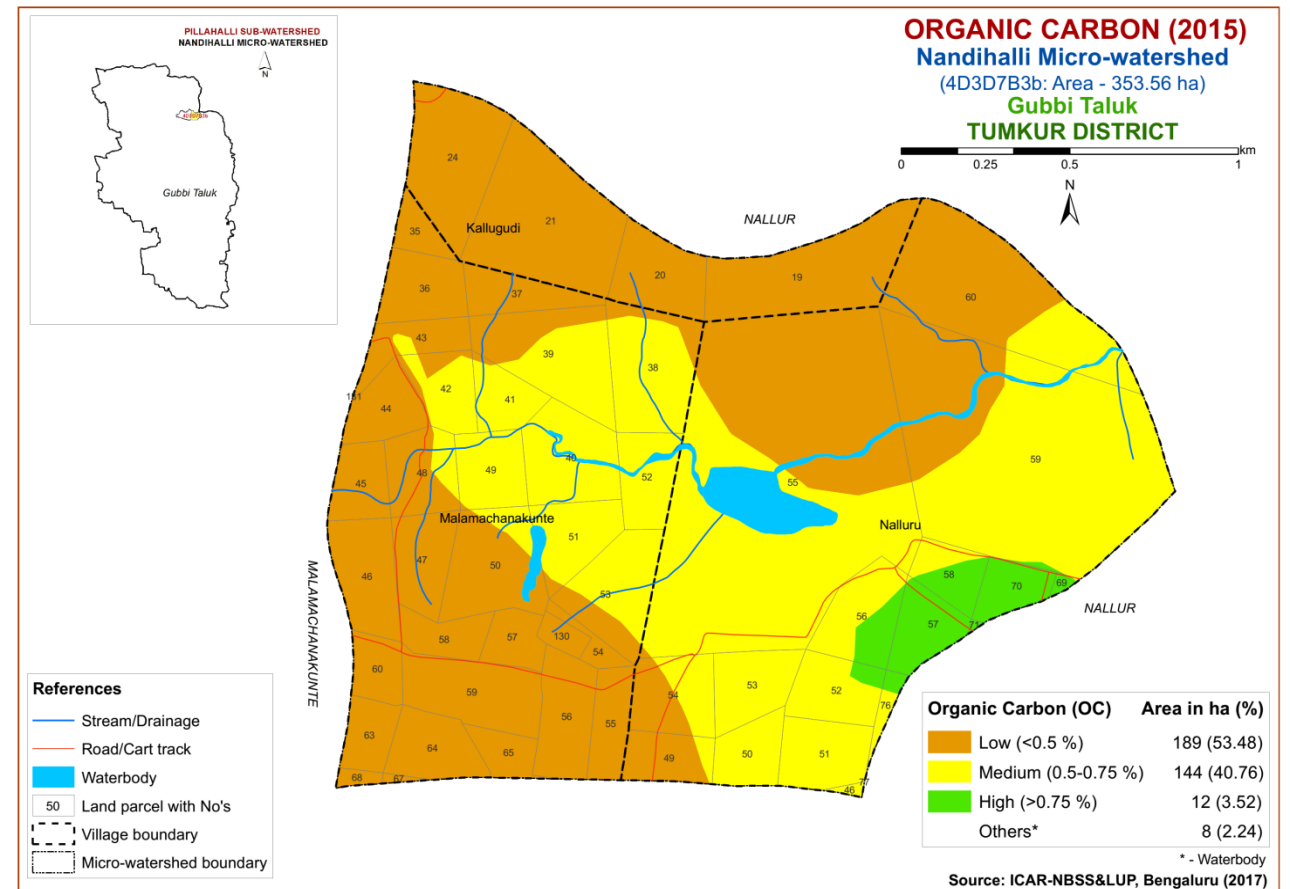 PILLAHALLI SUB-WATERSHED
NANDIHALLI MICRO-WATERSHED
N
4D3D7B3b
Gubbi Taluk
ORGANIC CARBON (2015)
Nandihalli Micro-watershed
(4D3D7B3b: Area - 353.56 ha)
Gubbi Taluk
TUMKUR DISTRICT
km
0 0.25 0.5 1
N
24
21
NALLUR
35
Kallugudi
20
19
36
37
60
43
39
38
42
41
131
44
49
40
59
48
52
45
55
Malamachanakunte
Nalluru
51
47
50
46
58
70
69
NALLUR
MALAMACHANAKUNTE
53
56
57
71
58
57
130
54
60
59
54
53
52
76
56
55
63
64
65
49
50
51
68
67
46
77
References
Stream/Drainage
Road/Cart track
Waterbody
50 Land parcel with No's
Village boundary
Micro-watershed boundary
Organic Carbon (OC) Area in ha (%)
Low (<0.5 %) 189 (53.48)
Medium (0.5-0.75 %) 144 (40.76)
High (>0.75 %) 12 (3.52)
Others* 8 (2.24)
* - Waterbody
Source: ICAR-NBSS&LUP, Bengaluru (2017)